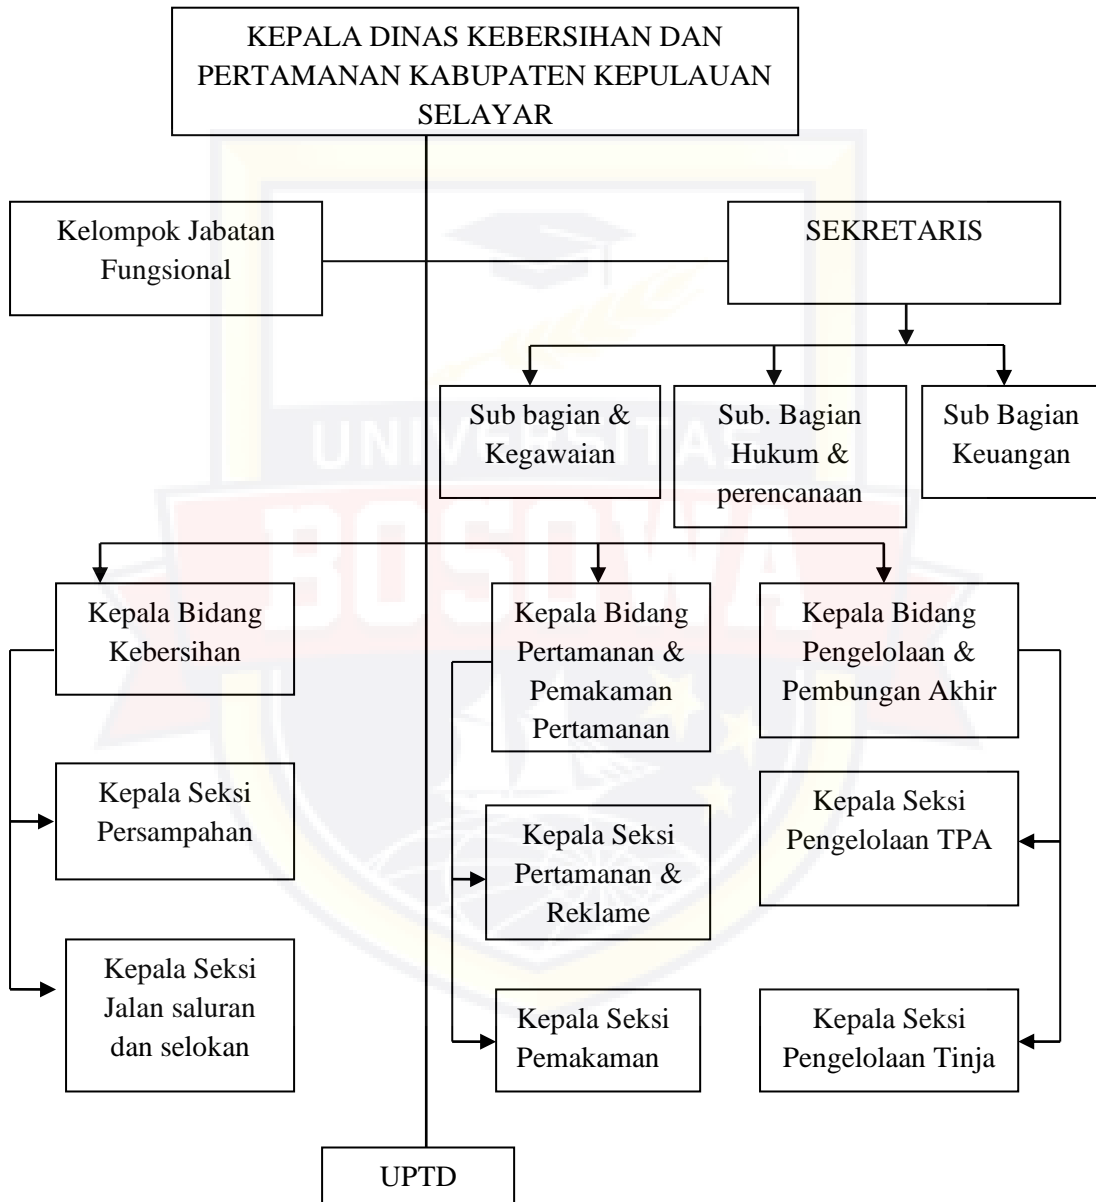 KEPALA DINAS KEBERSIHAN DAN
PERTAMANAN KABUPATEN KEPULAUAN
SELAYAR
Kelompok Jabatan
Fungsional
SEKRETARIS
Sub bagian &
Kegawaian
Sub. Bagian
Hukum &
perencanaan
Sub Bagian
Keuangan
UNIVERSITAS
BOSOWA
Kepala Bidang
Kebersihan
Kepala Bidang
Pertamanan &
Pemakaman
Pertamanan
Kepala Bidang
Pengelolaan &
Pembungan Akhir
Kepala Seksi
Persampahan
Kepala Seksi
Jalan saluran
dan selokan
Kepala Seksi
Pertamanan &
Reklame
Kepala Seksi
Pemakaman
Kepala Seksi
Pengelolaan TPA
Kepala Seksi
Pengelolaan Tinja
UPTD